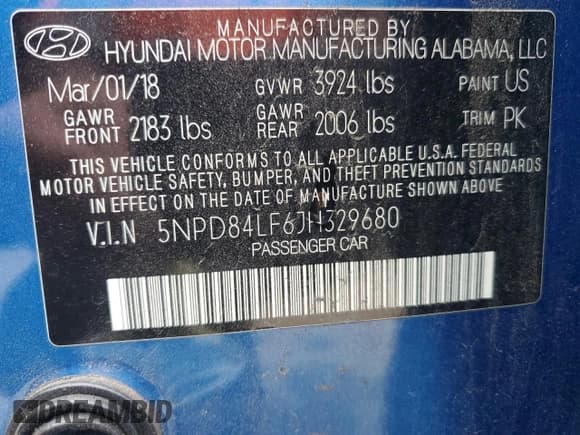 MANUFACTURED BY
HYUNDAI MOTOR MANUFACTURING ALABAMA, LLC
Mar/01/18 GVWR 3924 lbs PAINT US
GAWR FRONT 2183 lbs GAWR REAR 2006 lbs TRIM PK
THIS VEHICLE CONFORMS TO ALL APPLICABLE U.S.A. FEDERAL
MOTOR VEHICLE SAFETY, BUMPER, AND THEFT PREVENTION STANDARDS
IN EFFECT ON THE DATE OF MANUFACTURE SHOWN ABOVE.
V.I.N 5NPD84LF6JH329680
PASSENGER CAR
DREAMBID